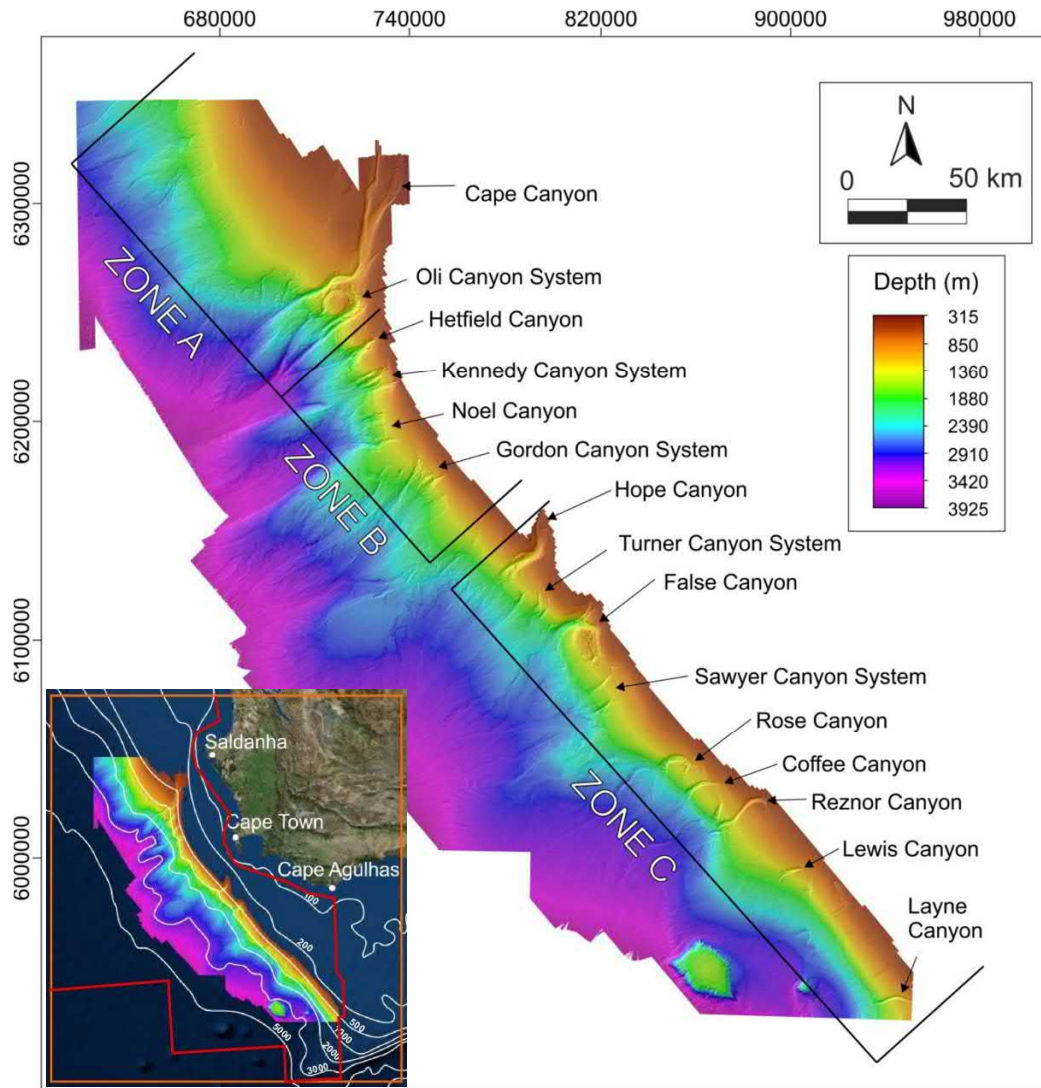 680000
740000
820000
900000
980000
6300000
6200000
6100000
6000000
N
0
50 km
Depth (m)
315
850
1360
1880
2390
2910
3420
3925
Cape Canyon
Oli Canyon System
Hetfield Canyon
Kennedy Canyon System
Noel Canyon
Gordon Canyon System
Hope Canyon
Turner Canyon System
False Canyon
Sawyer Canyon System
Rose Canyon
Coffee Canyon
Reznor Canyon
Lewis Canyon
Layne
Canyon
ZONE A
ZONE B
ZONE C
Saldanha
Cape Town
Cape Agulhas
100
200
500
1000
2000
3000
5000